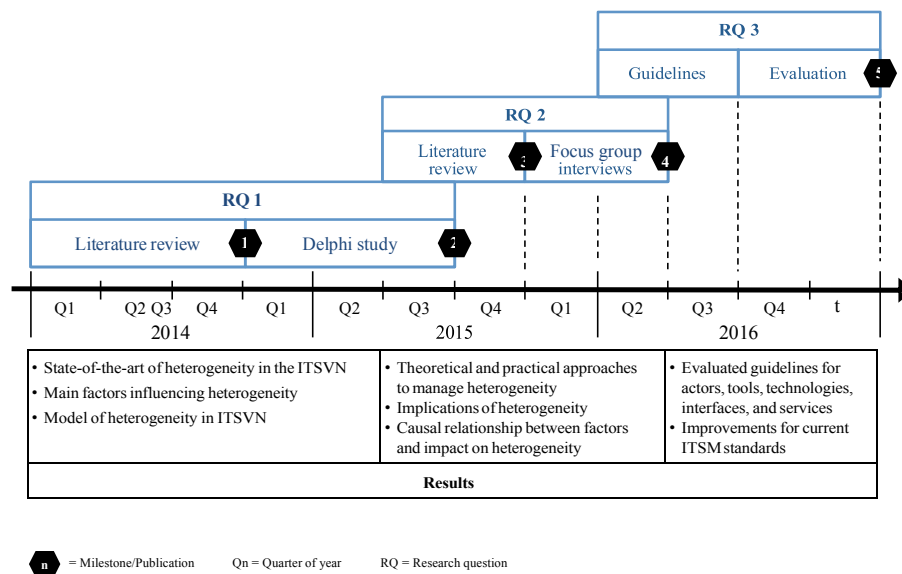 RQ 3
Guidelines
Evaluation
5
RQ 2
Literature
review
3
Focus group
interviews
4
RQ 1
Literature review
1
Delphi study
2
Q1 Q2 Q3 Q4 Q1 Q2 Q3 Q4 Q1 Q2 Q3 Q4 t
2014 2015 2016
• State-of-the-art of heterogeneity in the ITSVN
• Main factors influencing heterogeneity
• Model of heterogeneity in ITSVN
• Theoretical and practical approaches
to manage heterogeneity
• Implications of heterogeneity
• Causal relationship between factors
and impact on heterogeneity
• Evaluated guidelines for
actors, tools, technologies,
interfaces, and services
• Improvements for current
ITSM standards
Results
n = Milestone/Publication Qn = Quarter of year RQ = Research question